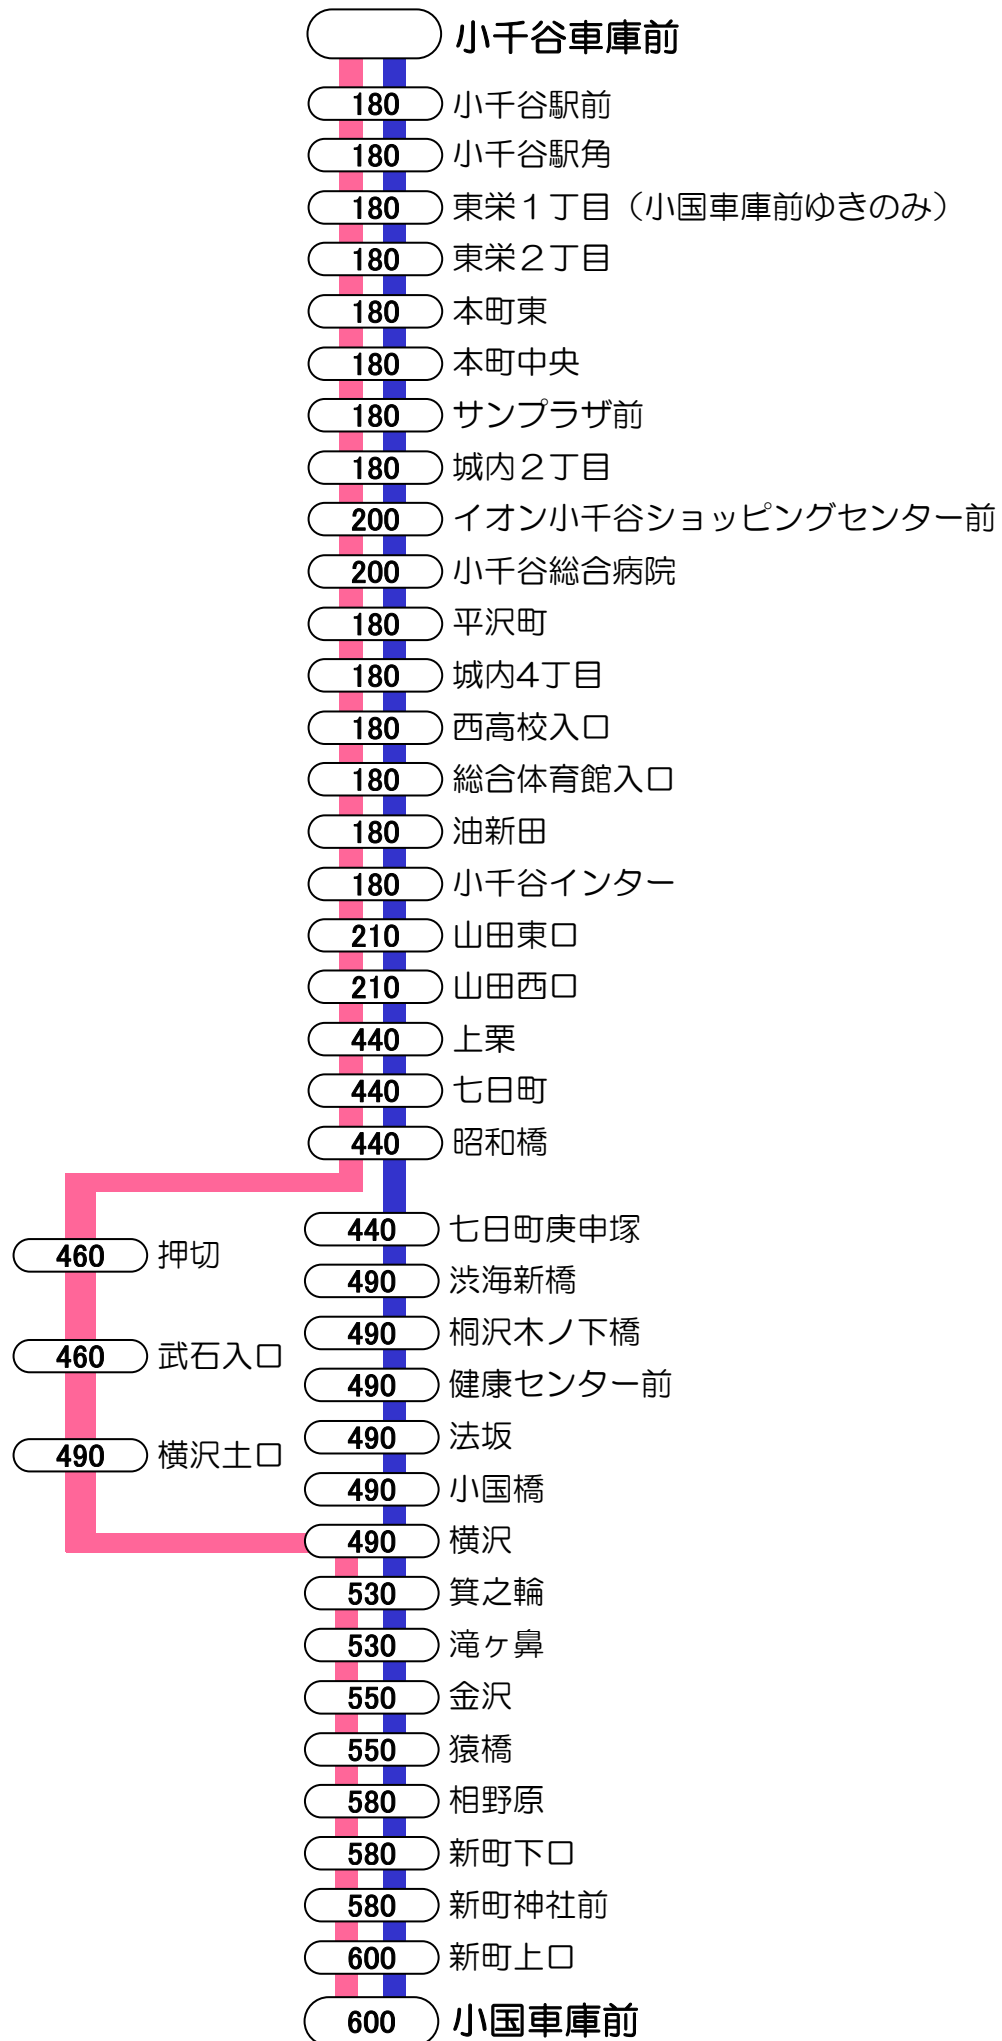 小千谷車庫前
180 小千谷駅前
180 小千谷駅角
180 東栄１丁目（小国車庫前ゆきのみ）
180 東栄２丁目
180 本町東
180 本町中央
180 サンプラザ前
180 城内２丁目
200 イオン小千谷ショッピングセンター前
200 小千谷総合病院
180 平沢町
180 城内4丁目
180 西高校入口
180 総合体育館入口
180 油新田
180 小千谷インター
210 山田東口
210 山田西口
440 上栗
440 七日町
440 昭和橋
440 七日町庚申塚
460 押切
490 渋海新橋
490 桐沢木ノ下橋
460 武石入口
490 健康センター前
490 法坂
490 横沢土口
490 小国橋
490 横沢
530 箕之輪
530 滝ヶ鼻
550 金沢
550 猿橋
580 相野原
580 新町下口
580 新町神社前
600 新町上口
600 小国車庫前